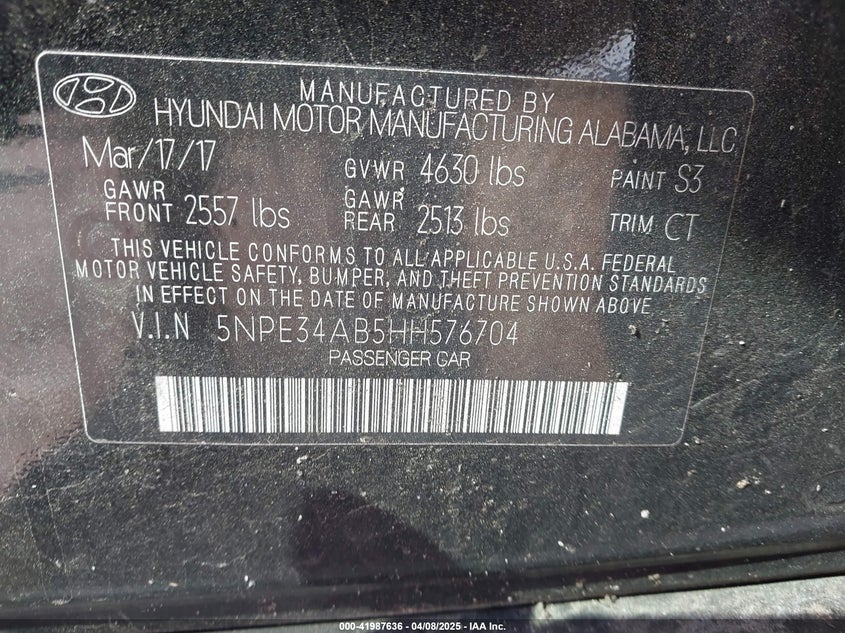 MANUFACTURED BY
HYUNDAI MOTOR MANUFACTURING ALABAMA, LLC
Mar/17/17 GVWR 4630 lbs PAINT S3
GAWR FRONT 2557 lbs GAWR REAR 2513 lbs TRIM CT
THIS VEHICLE CONFORMS TO ALL APPLICABLE U.S.A. FEDERAL
MOTOR VEHICLE SAFETY, BUMPER, AND THEFT PREVENTION STANDARDS
IN EFFECT ON THE DATE OF MANUFACTURE SHOWN ABOVE
V.I.N 5NPE34AB5HH576704
PASSENGER CAR
000-41987636 - 04/08/2025 - IAA Inc.